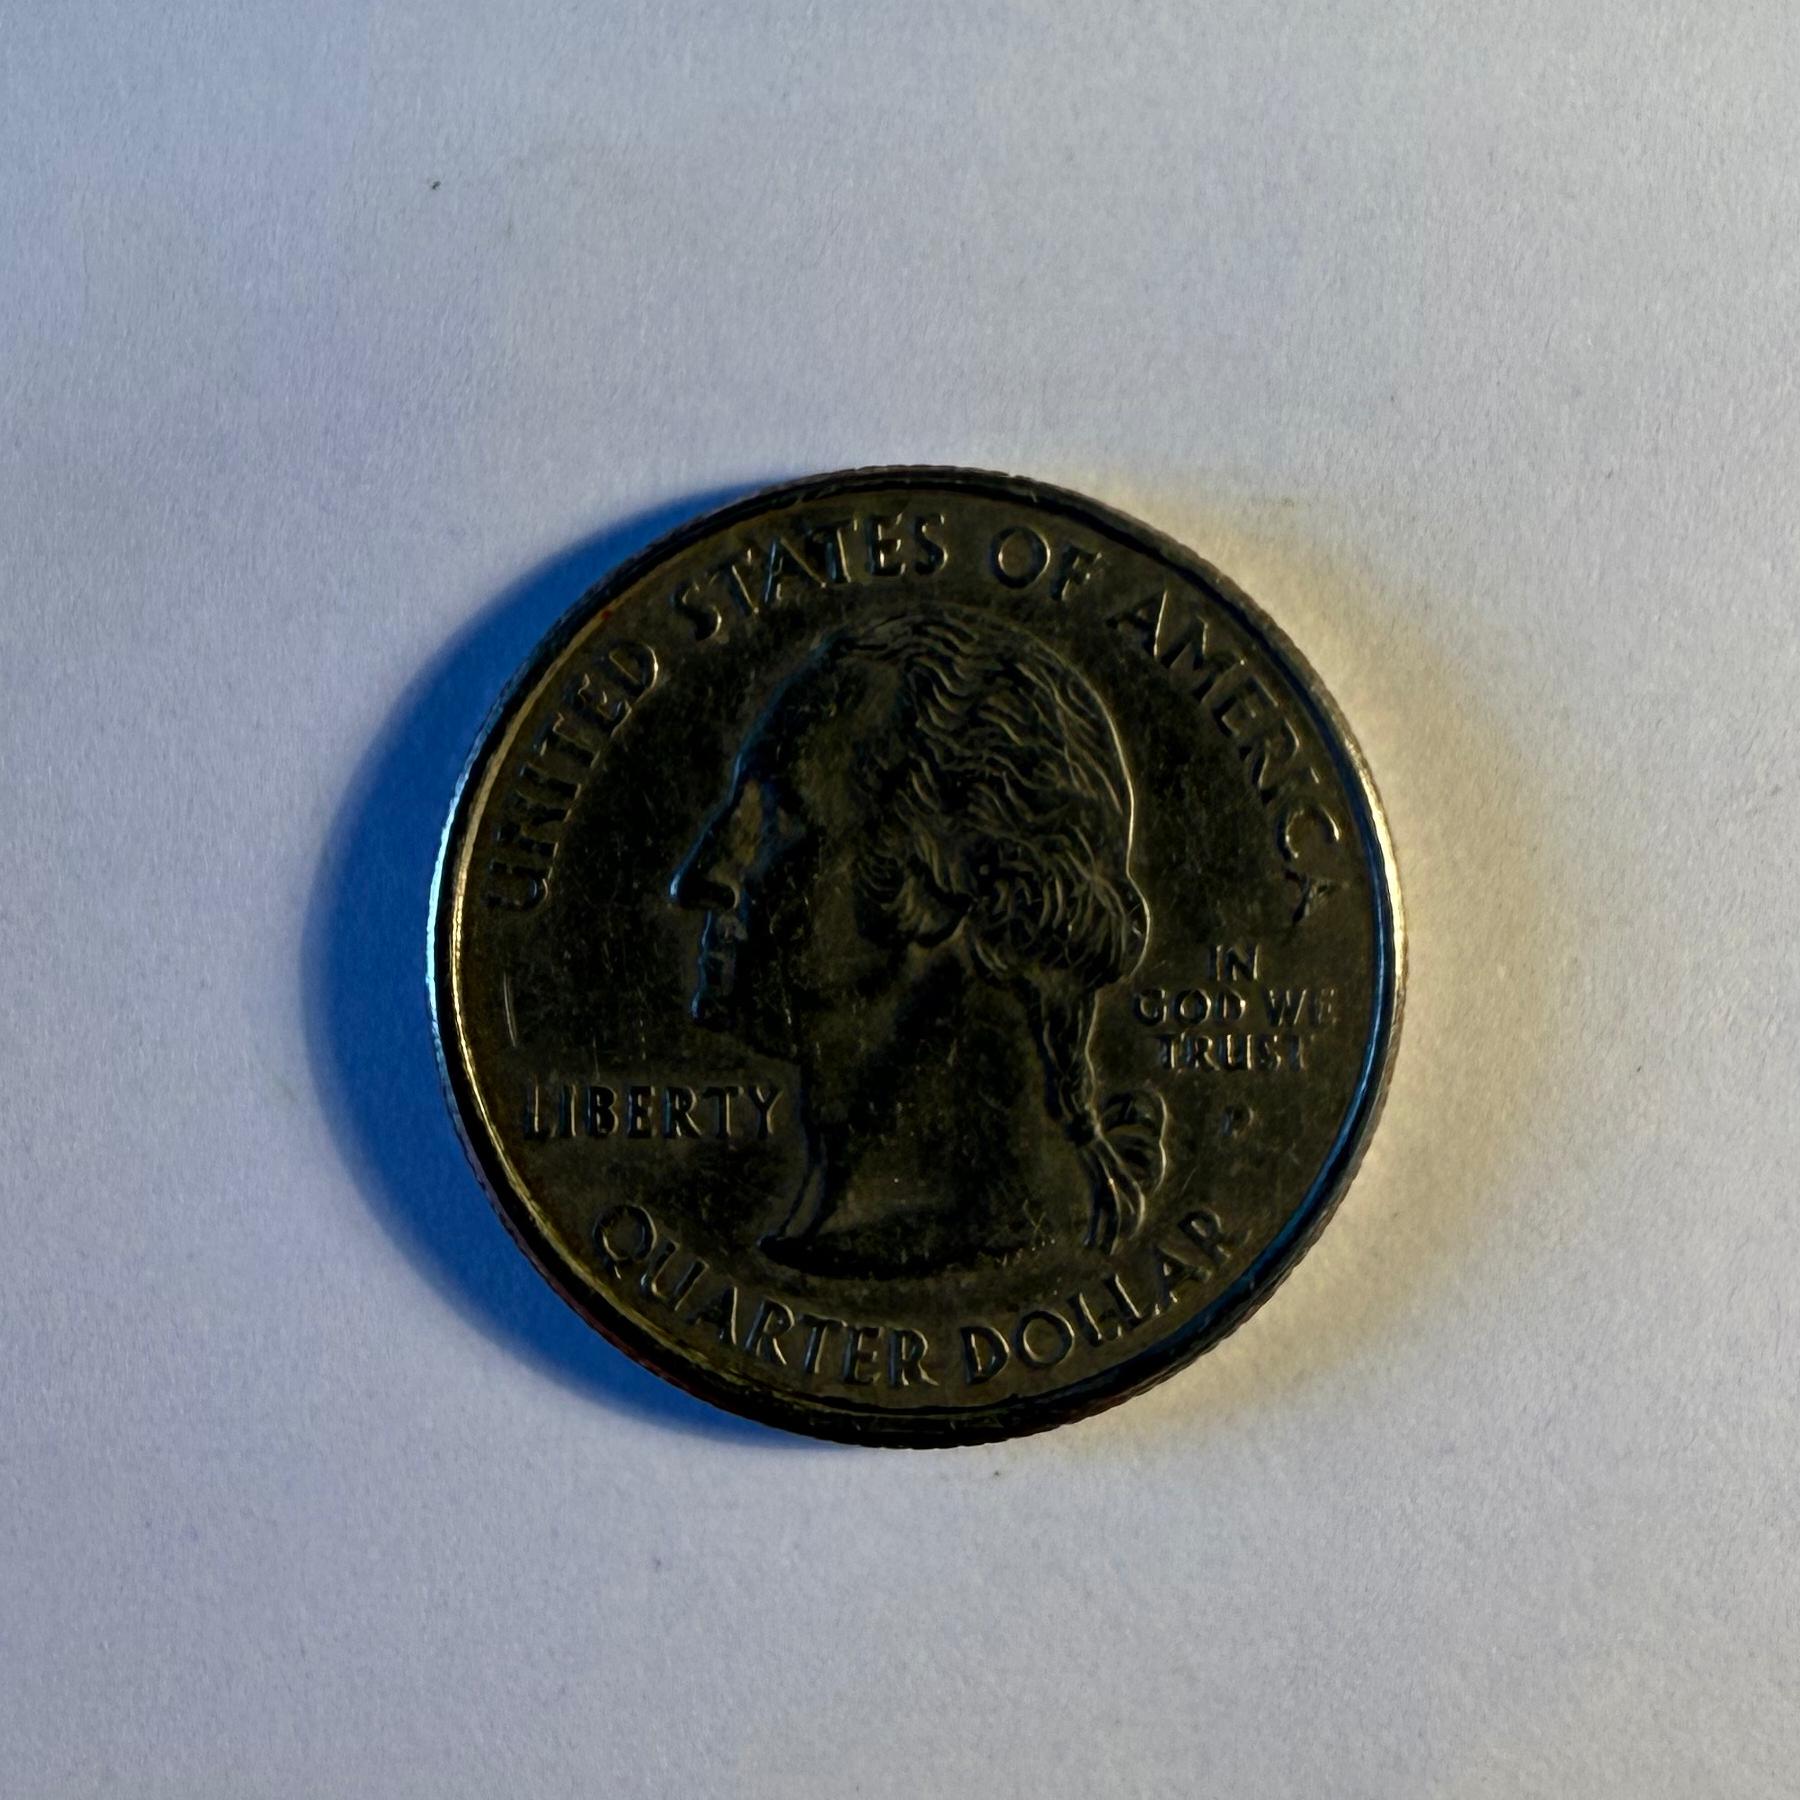 UNITED STATES OF AMERICA
IN
GOD WE
TRUST
LIBERTY
P
QUARTER DOLLAR